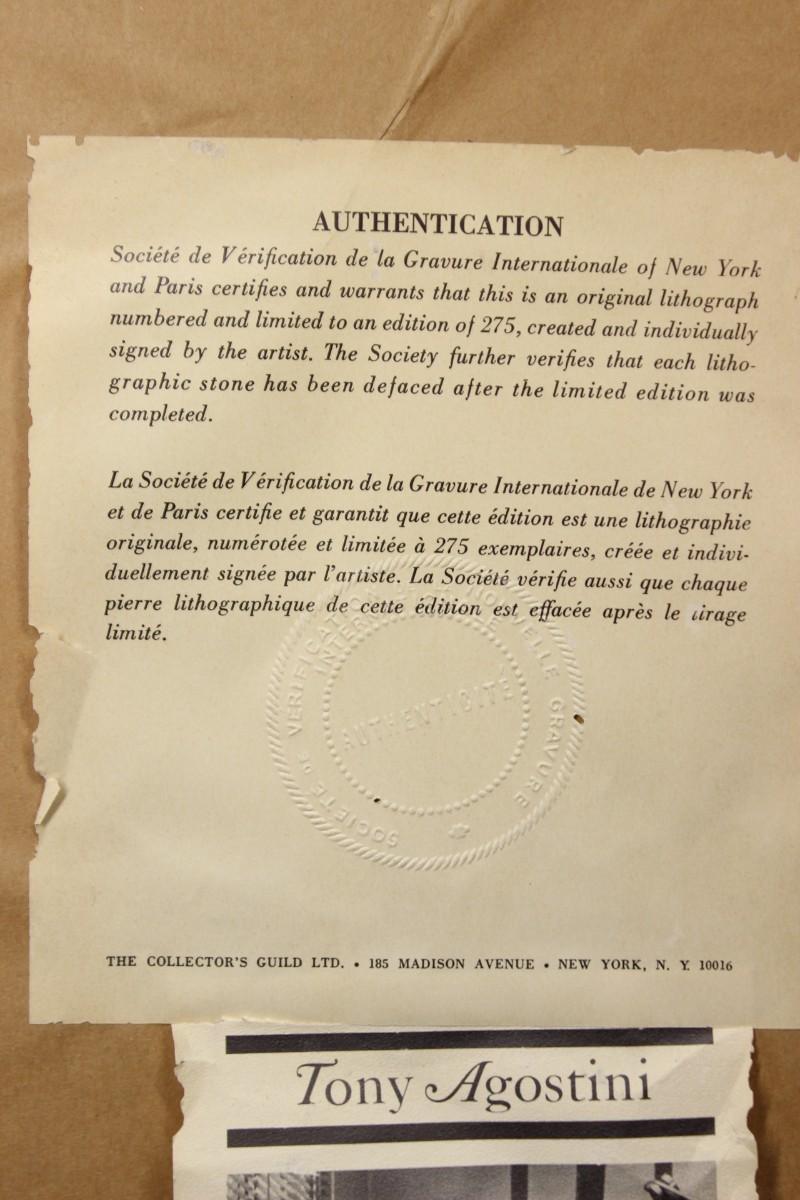 AUTHENTICATION
Société de Vérification de la Gravure Internationale of New York
and Paris certifies and warrants that this is an original lithograph
numbered and limited to an edition of 275, created and individually
signed by the artist. The Society further verifies that each litho-
graphic stone has been defaced after the limited edition was
completed.
La Société de Vérification de la Gravure Internationale de New York
et de Paris certifie et garantit que cette édition est une lithographie
originale, numérotée et limitée à 275 exemplaires, créée et indivi-
duellement signée par l'artiste. La Société vérifie aussi que chaque
pierre lithographique de cette édition est effacée après le tirage
limité.
SOCIETE DE VERIFICATION NOUVELLE GRAVURE
AUTHENTICITE
THE COLLECTOR'S GUILD LTD. • 185 MADISON AVENUE • NEW YORK, N. Y. 10016
Tony Agostini